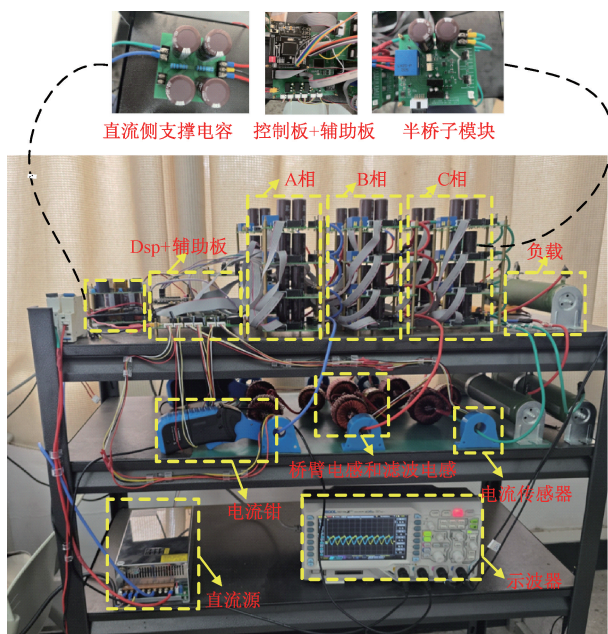 直流侧支撑电容
控制板+辅助板
半桥子模块
A相
B相
C相
Dsp+辅助板
负载
桥臂电感和滤波电感
电流钳
电流传感器
直流源
示波器